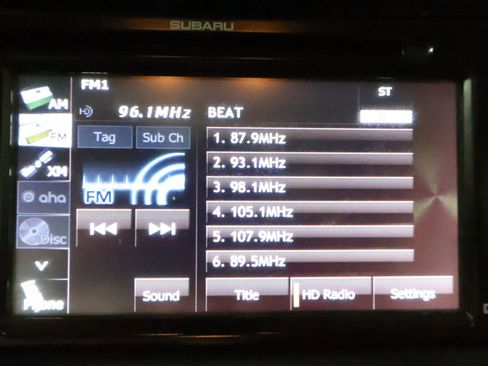 SUBARU
FM1
ST
AM
FM
XM
aha
Disc
96.1MHz
BEAT
Tag
Sub Ch
FM
1. 87.9MHz
2. 93.1MHz
3. 98.1MHz
4. 105.1MHz
5. 107.9MHz
6. 89.5MHz
Sound
Title
HD Radio
Settings